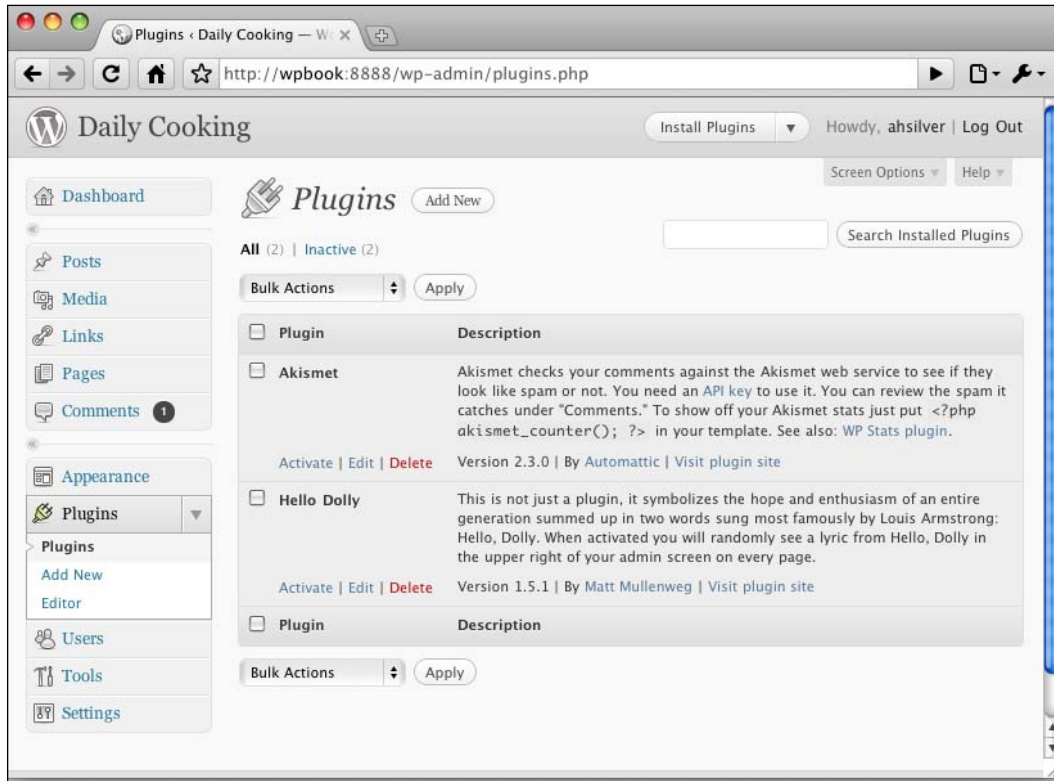 Plugins ‹ Daily Cooking — W
http://wpbook:8888/wp-admin/plugins.php
Daily Cooking
Install Plugins
Howdy, ahsilver | Log Out
Screen Options
Help
Dashboard
Posts
Media
Links
Pages
Comments 1
Appearance
Plugins
Plugins
Add New
Editor
Users
Tools
Settings
Plugins Add New
Search Installed Plugins
All (2) | Inactive (2)
Bulk Actions Apply
Plugin Description
Akismet
Akismet checks your comments against the Akismet web service to see if they
look like spam or not. You need an API key to use it. You can review the spam it
catches under "Comments." To show off your Akismet stats just put <?php
akismet_counter(); ?> in your template. See also: WP Stats plugin.
Activate | Edit | Delete Version 2.3.0 | By Automattic | Visit plugin site
Hello Dolly
This is not just a plugin, it symbolizes the hope and enthusiasm of an entire
generation summed up in two words sung most famously by Louis Armstrong:
Hello, Dolly. When activated you will randomly see a lyric from Hello, Dolly in
the upper right of your admin screen on every page.
Activate | Edit | Delete Version 1.5.1 | By Matt Mullenweg | Visit plugin site
Plugin Description
Bulk Actions Apply